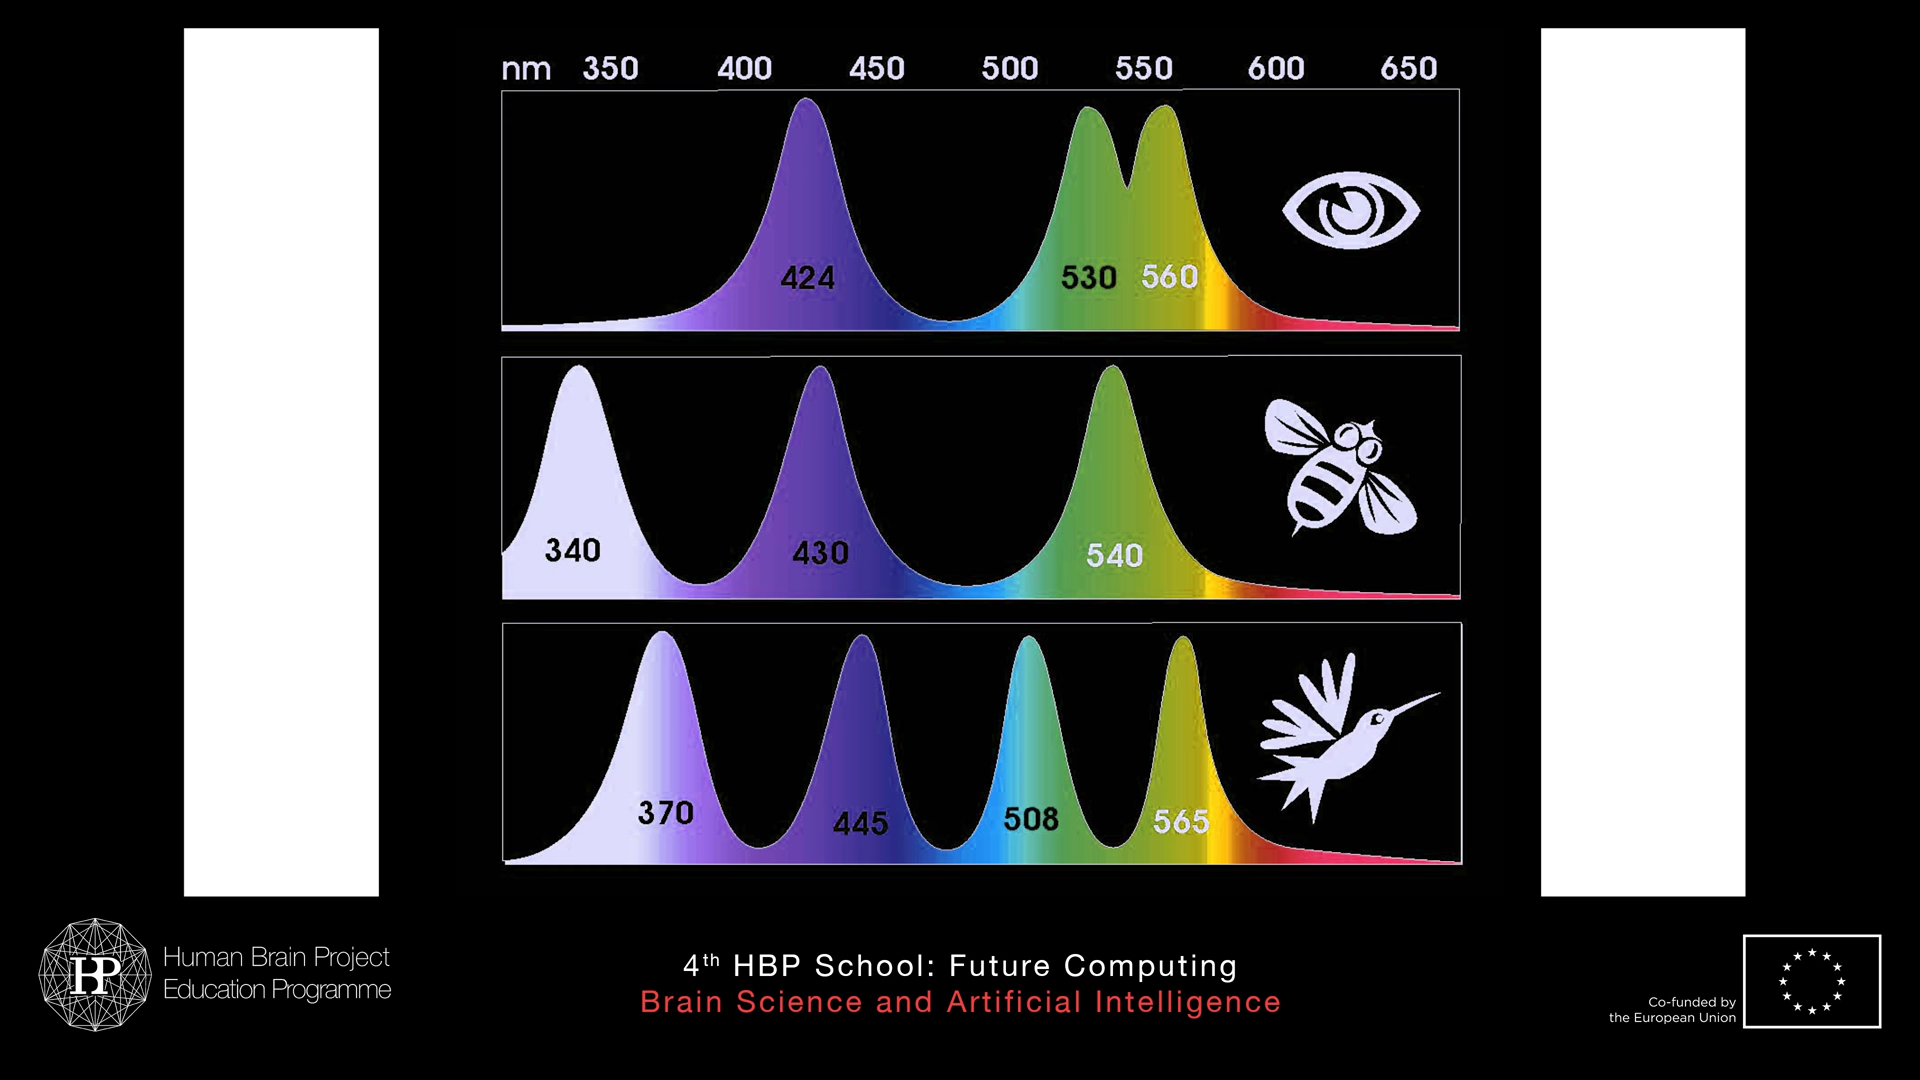 nm 350 400 450 500 550 600 650
424 530 560
340 430 540
370 445 508 565
HBP
Human Brain Project
Education Programme
4th HBP School: Future Computing
Brain Science and Artificial Intelligence
Co-funded by
the European Union